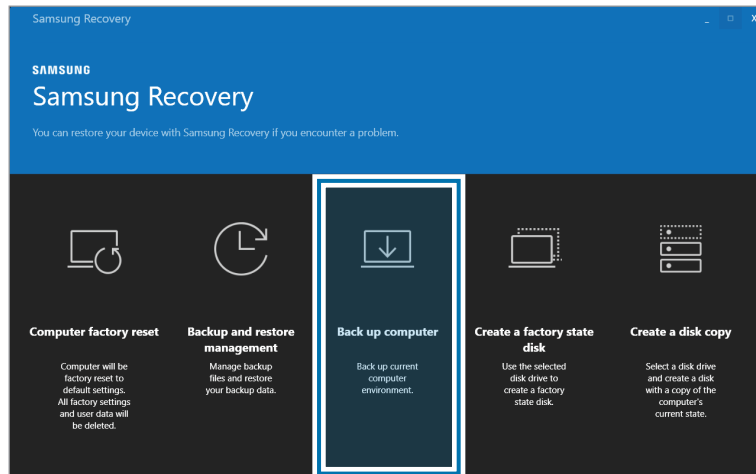 Samsung Recovery
SAMSUNG
Samsung Recovery
You can restore your device with Samsung Recovery if you encounter a problem.
Computer factory reset
Computer will be
factory reset to
default settings.
All factory settings
and user data will
be deleted.
Backup and restore
management
Manage backup
files and restore
your backup data.
Back up computer
Back up current
computer
environment.
Create a factory state
disk
Use the selected
disk drive to
create a factory
state disk.
Create a disk copy
Select a disk drive
and create a disk
with a copy of the
computer's
current state.